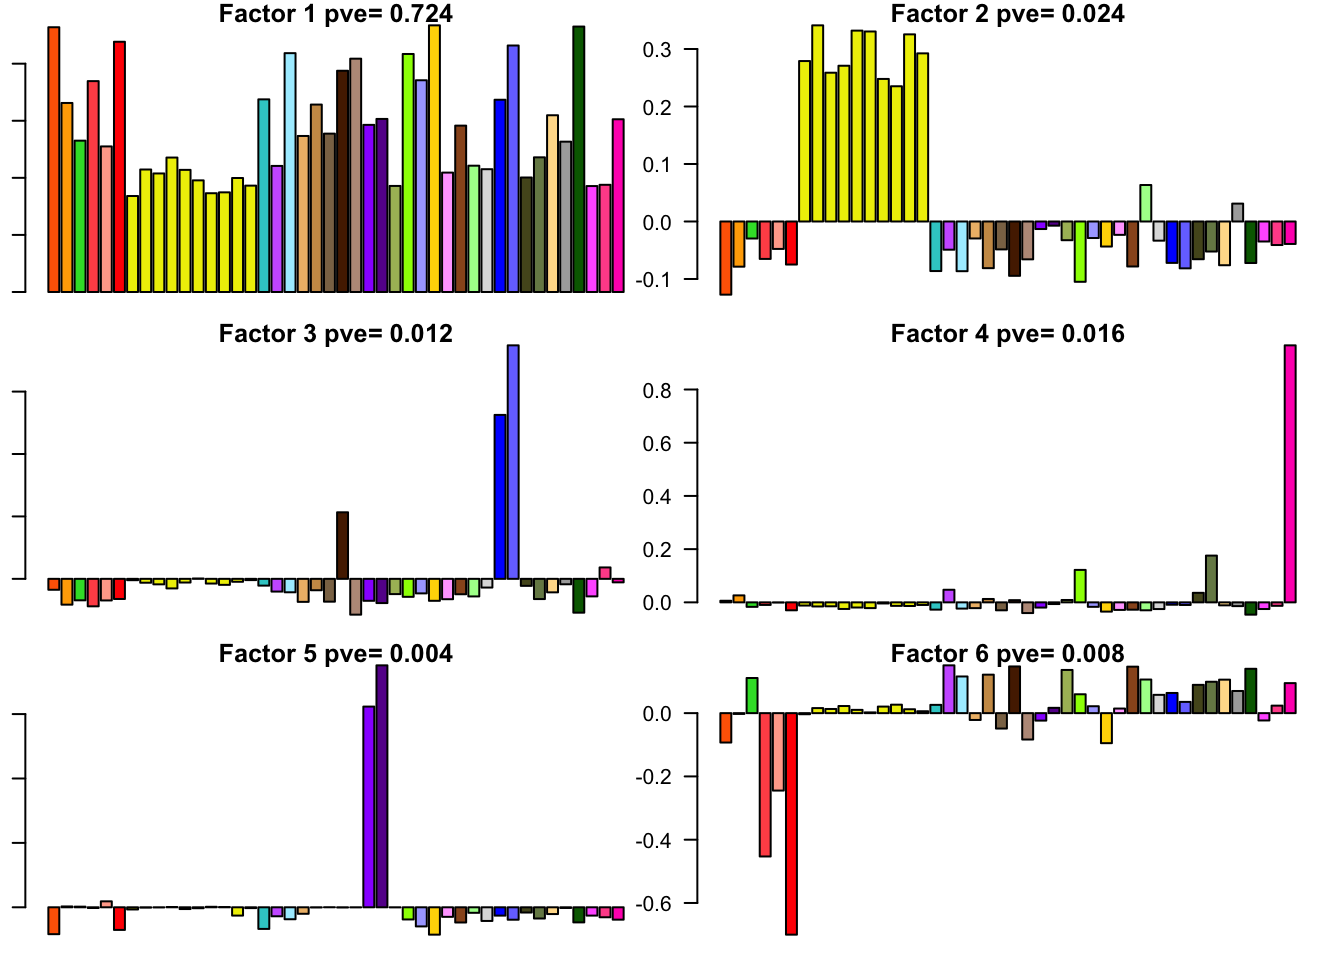 Factor 1 pve= 0.724
Factor 2 pve= 0.024
0.3
0.2
0.1
0.0
-0.1
Factor 3 pve= 0.012
Factor 4 pve= 0.016
0.8
0.6
0.4
0.2
0.0
Factor 5 pve= 0.004
Factor 6 pve= 0.008
0.0
-0.2
-0.4
-0.6